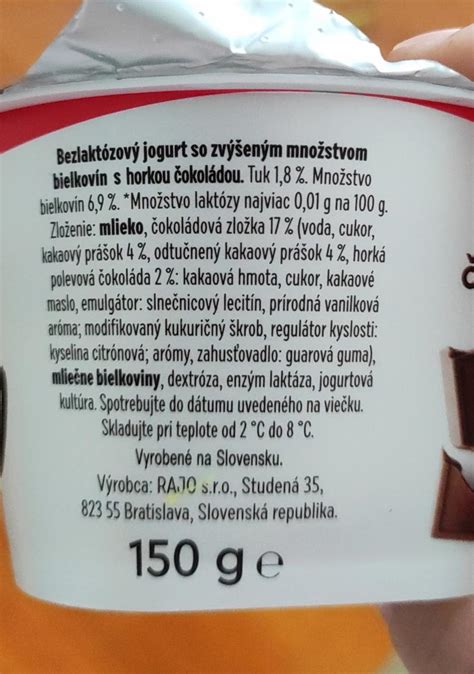 Bezlaktózový jogurt so zvýšeným množstvom
bielkovín s horkou čokoládou. Tuk 1,8 %. Množstvo
bielkovín 6,9 %. *Množstvo laktózy najviac 0,01 g na 100 g.
Zloženie: mlieko, čokoládová zložka 17 % (voda, cukor,
kakaový prášok 4 %, odtučnený kakaový prášok 4 %, horká
polevová čokoláda 2 %: kakaová hmota, cukor, kakaové
maslo, emulgátor: slnečnicový lecitín, prírodná vanilková
aróma; modifikovaný kukuričný škrob, regulátor kyslosti:
kyselina citrónová; arómy, zahusťovadlo: guarová guma),
mliečne bielkoviny, dextróza, enzým laktáza, jogurtová
kultúra. Spotrebujte do dátumu uvedeného na viečku.
Skladujte pri teplote od 2 °C do 8 °C.
Vyrobené na Slovensku.
Výrobca: RAJO s.r.o., Studená 35,
823 55 Bratislava, Slovenská republika.
150 g ℮